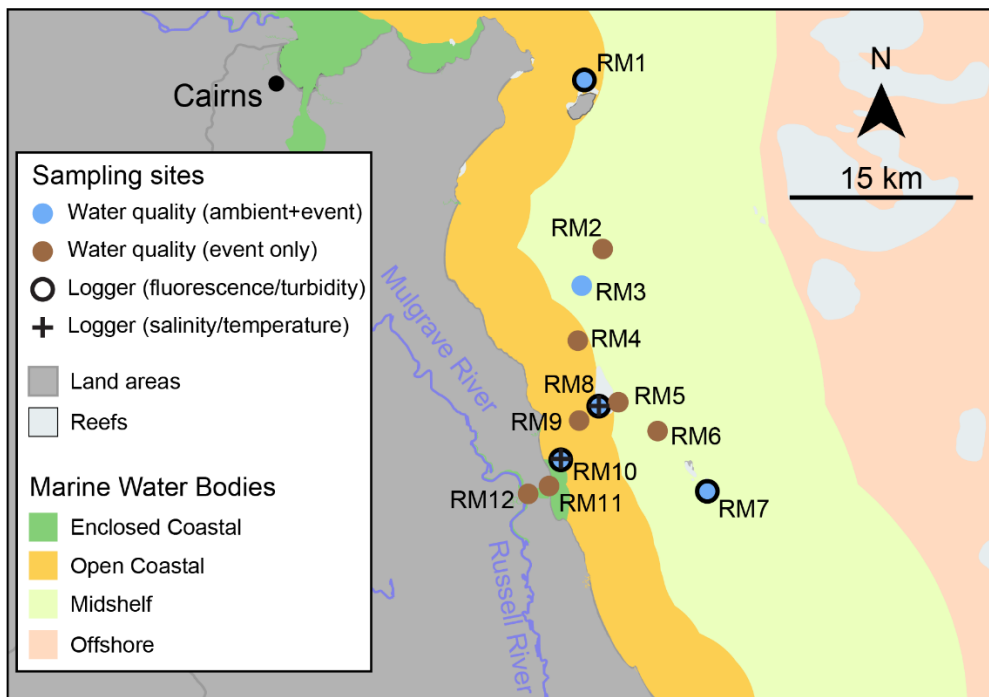 Cairns
RM1
N
15 km
Sampling sites
Water quality (ambient+event)
Water quality (event only)
Logger (fluorescence/turbidity)
Logger (salinity/temperature)
Land areas
Reefs
Marine Water Bodies
Enclosed Coastal
Open Coastal
Midshelf
Offshore
RM2
RM3
Mulgrave River
RM4
RM8
RM5
RM9
RM6
RM10
RM12
RM11
RM7
Russell River